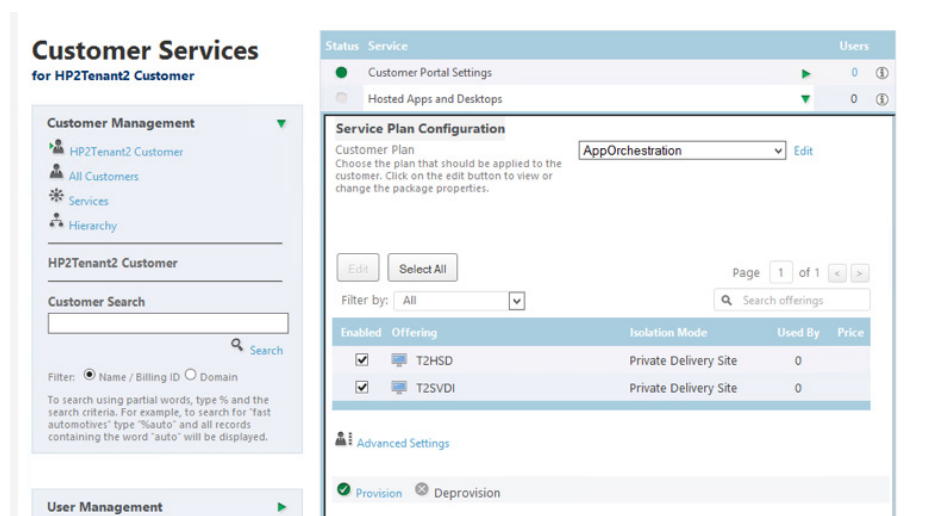 Customer Services
for HP2Tenant2 Customer
Customer Management
HP2Tenant2 Customer
All Customers
Services
Hierarchy
HP2Tenant2 Customer
Customer Search
Search
Filter: Name / Billing ID Domain
To search using partial words, type % and the
search criteria. For example, to search for "fast
automotives" type "%auto" and all records
containing the word "auto" will be displayed.
User Management
Status Service Users
Customer Portal Settings 0
Hosted Apps and Desktops 0
Service Plan Configuration
Customer Plan AppOrchestration Edit
Choose the plan that should be applied to the
customer. Click on the edit button to view or
change the package properties.
Edit Select All Page 1 of 1 < >
Filter by: All Search offerings
Enabled Offering Isolation Mode Used By Price
T2HSD Private Delivery Site 0
T2SVDI Private Delivery Site 0
Advanced Settings
Provision Deprovision